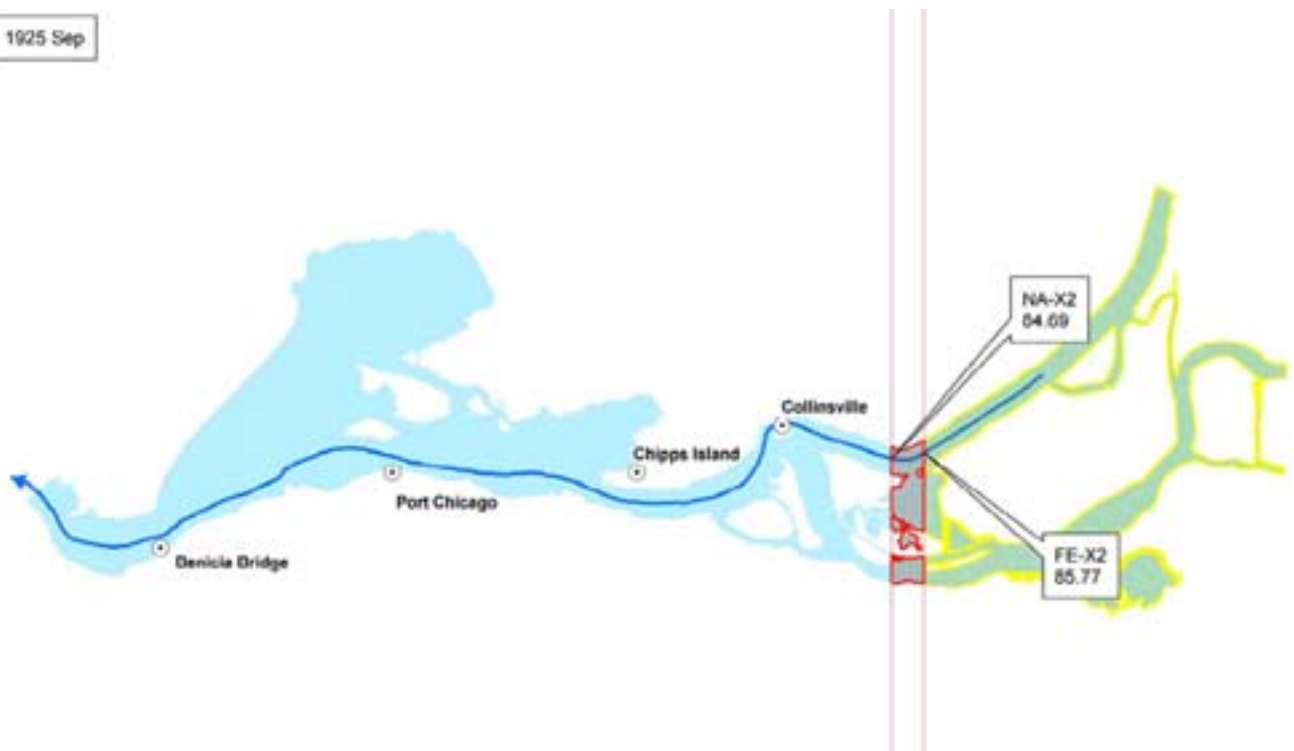 1925 Sep
NA-X2
84.69
Collinsville
Chipps Island
Port Chicago
Benicia Bridge
FE-X2
85.77